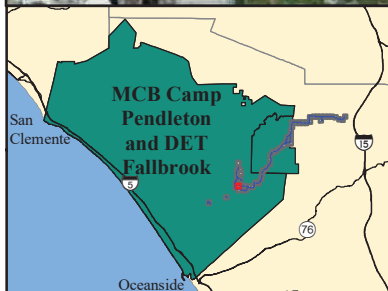 MCB Camp
Pendleton
and DET
Fallbrook
San
Clemente
5
15
76
Oceanside